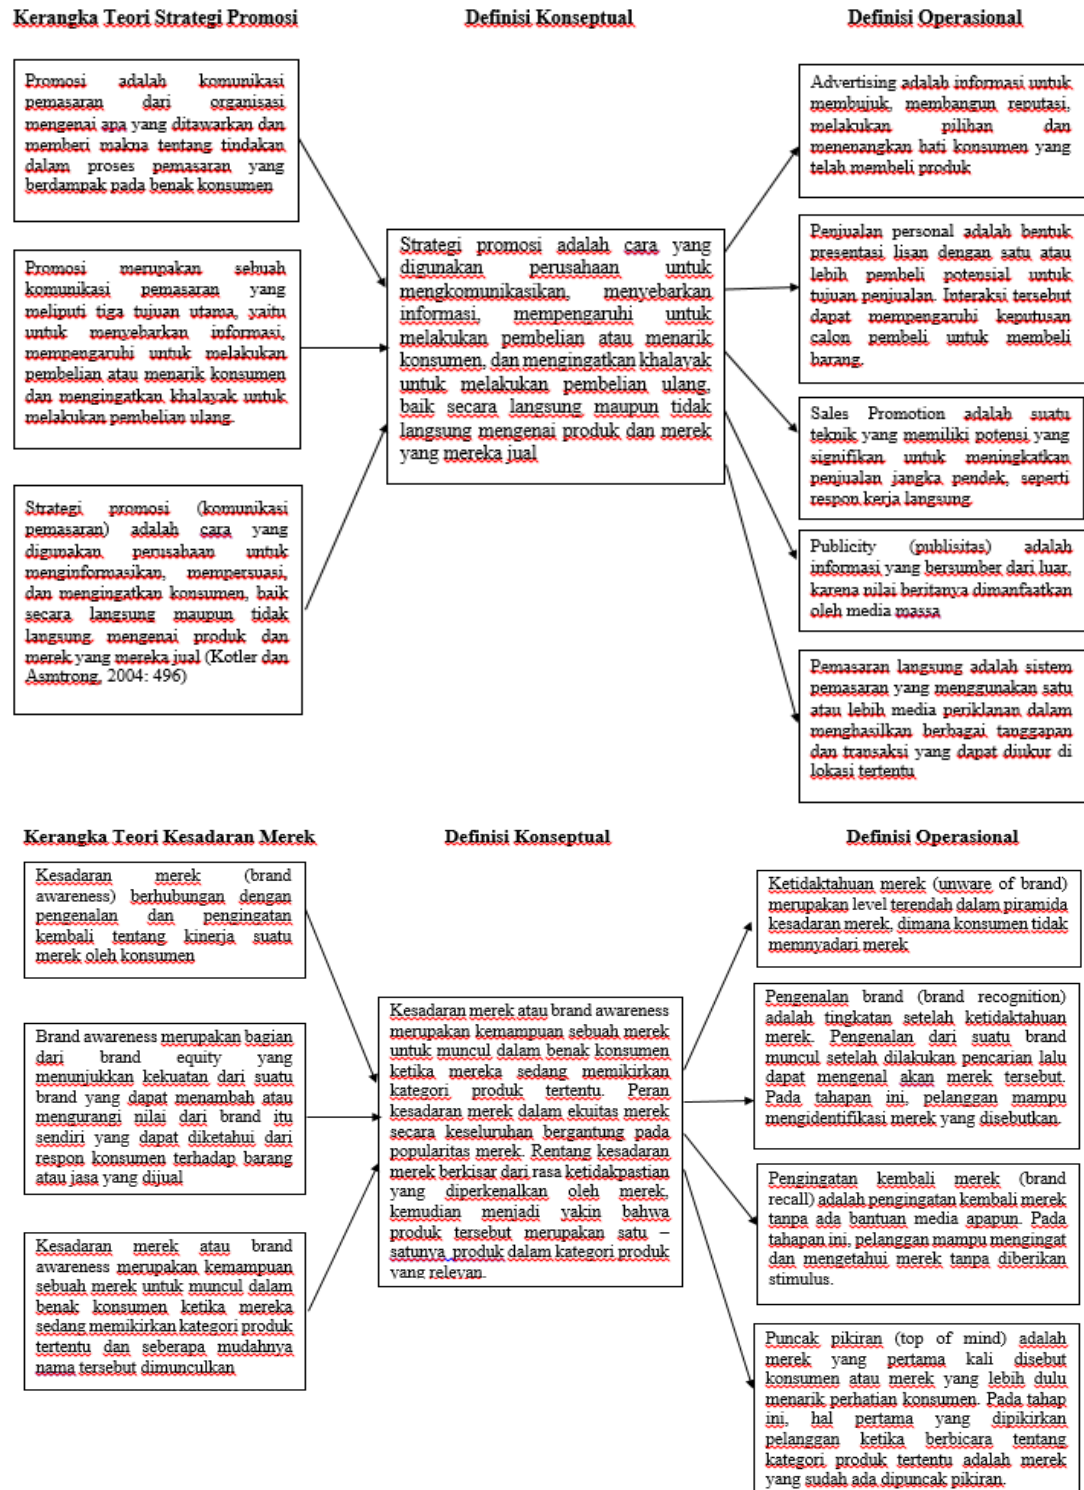 Kerangka Teori Strategi Promosi
Definisi Konseptual
Definisi Operasional
Promosi adalah komunikasi
pemasaran dari organisasi
mengenai apa yang ditawarkan dan
memberi makna tentang tindakan
dalam proses pemasaran yang
berdampak pada benak konsumen
Promosi merupakan sebuah
komunikasi pemasaran yang
meliputi tiga tujuan utama, yaitu
untuk menyebarkan informasi,
mempengaruhi untuk melakukan
pembelian atau menarik konsumen
dan mengingatkan khalayak untuk
melakukan pembelian ulang.
Strategi promosi (komunikasi
pemasaran) adalah cara yang
digunakan perusahaan untuk
menginformasikan, mempersuasi,
dan mengingatkan konsumen, baik
secara langsung maupun tidak
langsung mengenai produk dan
merek yang mereka jual (Kotler dan
Asmtrong, 2004: 496)
Strategi promosi adalah cara yang
digunakan perusahaan untuk
mengkomunikasikan, menyebarkan
informasi, mempengaruhi untuk
melakukan pembelian atau menarik
konsumen, dan mengingatkan khalayak
untuk melakukan pembelian ulang,
baik secara langsung maupun tidak
langsung mengenai produk dan merek
yang mereka jual
Advertising adalah informasi untuk
membujuk, membangun reputasi,
melakukan pilihan dan
menenangkan hati konsumen yang
telah membeli produk
Penjualan personal adalah bentuk
presentasi lisan dengan satu atau
lebih pembeli potensial untuk
tujuan penjualan. Interaksi tersebut
dapat mempengaruhi keputusan
calon pembeli untuk membeli
barang.
Sales Promotion adalah suatu
teknik yang memiliki potensi yang
signifikan untuk meningkatkan
penjualan jangka pendek, seperti
respon kerja langsung.
Publicity (publisitas) adalah
informasi yang bersumber dari luar,
karena nilai beritanya dimanfaatkan
oleh media massa
Pemasaran langsung adalah sistem
pemasaran yang menggunakan satu
atau lebih media periklanan dalam
menghasilkan berbagai tanggapan
dan transaksi yang dapat diukur di
lokasi tertentu
Kerangka Teori Kesadaran Merek
Definisi Konseptual
Definisi Operasional
Kesadaran merek (brand
awareness) berhubungan dengan
pengenalan dan pengingatan
kembali tentang kinerja suatu
merek oleh konsumen
Brand awareness merupakan bagian
dari brand equity yang
menunjukkan kekuatan dari suatu
brand yang dapat menambah atau
mengurangi nilai dari brand itu
sendiri yang dapat diketahui dari
respon konsumen terhadap barang
atau jasa yang dijual
Kesadaran merek atau brand
awareness merupakan kemampuan
sebuah merek untuk muncul dalam
benak konsumen ketika mereka
sedang memikirkan kategori produk
tertentu dan seberapa mudahnya
nama tersebut dimunculkan
Kesadaran merek atau brand awareness
merupakan kemampuan sebuah merek
untuk muncul dalam benak konsumen
ketika mereka sedang memikirkan
kategori produk tertentu. Peran
kesadaran merek dalam ekuitas merek
secara keseluruhan bergantung pada
popularitas merek. Rentang kesadaran
merek berkisar dari rasa ketidakpastian
yang diperkenalkan oleh merek,
kemudian menjadi yakin bahwa
produk tersebut merupakan satu –
satunya produk dalam kategori produk
yang relevan.
Ketidaktahuan merek (unware of brand)
merupakan level terendah dalam piramida
kesadaran merek, dimana konsumen tidak
memnyadari merek
Pengenalan brand (brand recognition)
adalah tingkatan setelah ketidaktahuan
merek. Pengenalan dari suatu brand
muncul setelah dilakukan pencarian lalu
dapat mengenal akan merek tersebut.
Pada tahapan ini, pelanggan mampu
mengidentifikasi merek yang disebutkan.
Pengingatan kembali merek (brand
recall) adalah pengingatan kembali merek
tanpa ada bantuan media apapun. Pada
tahapan ini, pelanggan mampu mengingat
dan mengetahui merek tanpa diberikan
stimulus.
Puncak pikiran (top of mind) adalah
merek yang pertama kali disebut
konsumen atau merek yang lebih dulu
menarik perhatian konsumen. Pada tahap
ini, hal pertama yang dipikirkan
pelanggan ketika berbicara tentang
kategori produk tertentu adalah merek
yang sudah ada dipuncak pikiran.